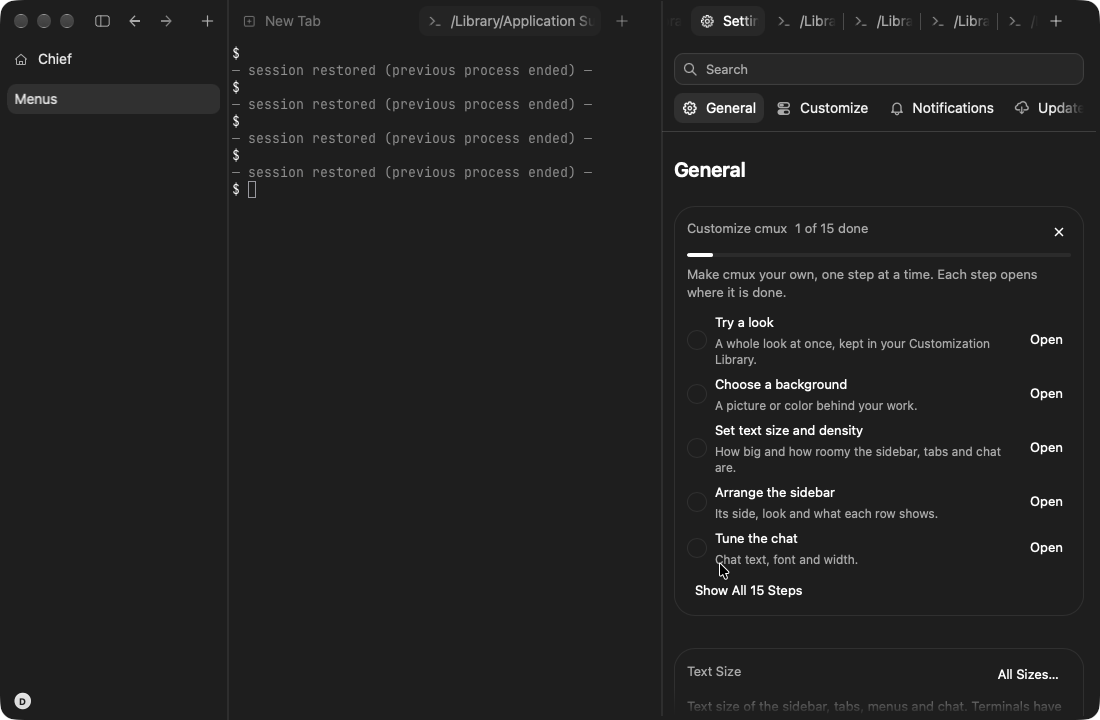 New Tab
/Library/Application Su
Settin
/Libra
/Libra
/Libra
Chief
Menus
$
— session restored (previous process ended) —
$
— session restored (previous process ended) —
$
— session restored (previous process ended) —
$
— session restored (previous process ended) —
$
Search
General
Customize
Notifications
Update
General
Customize cmux 1 of 15 done
Make cmux your own, one step at a time. Each step opens
where it is done.
Try a look
A whole look at once, kept in your Customization
Library.
Open
Choose a background
A picture or color behind your work.
Open
Set text size and density
How big and how roomy the sidebar, tabs and chat
are.
Open
Arrange the sidebar
Its side, look and what each row shows.
Open
Tune the chat
Chat text, font and width.
Open
Show All 15 Steps
Text Size
All Sizes...
Text size of the sidebar, tabs, menus and chat. Terminals have
D